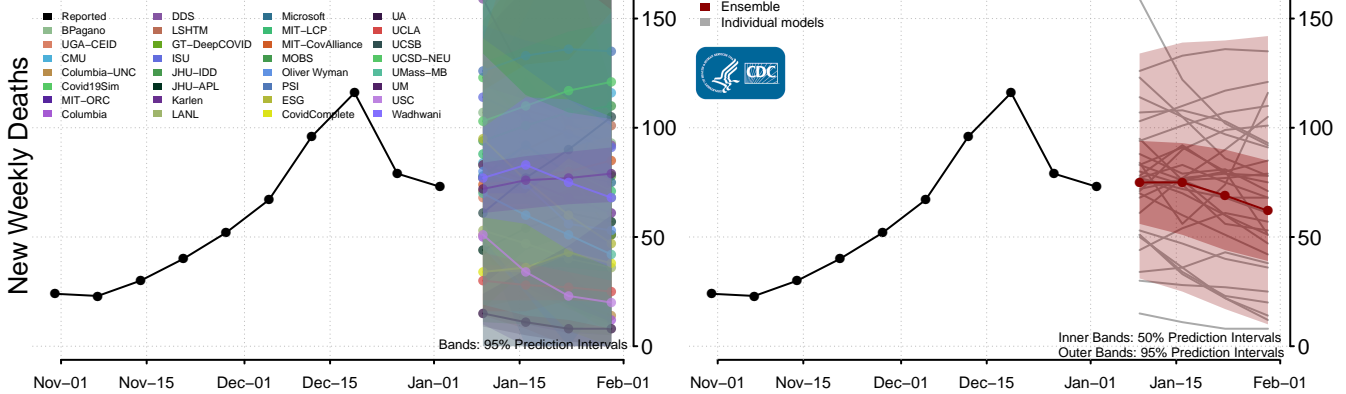 Reported
BPagano
UGA−CEID
CMU
Columbia−UNC
Covid19Sim
MIT−ORC
Columbia
DDS
LSHTM
GT−DeepCOVID
ISU
JHU−IDD
JHU−APL
Karlen
LANL
Microsoft
MIT−LCP
MIT−CovAlliance
MOBS
Oliver Wyman
PSI
ESG
CovidComplete
UA
UCLA
UCSB
UCSD−NEU
UMass−MB
UM
USC
Wadhwani
New Weekly Deaths
150
100
50
0
Bands: 95% Prediction Intervals
Nov−01 Nov−15 Dec−01 Dec−15 Jan−01 Jan−15 Feb−01
Ensemble
Individual models
CDC
150
100
50
0
Inner Bands: 50% Prediction Intervals
Outer Bands: 95% Prediction Intervals
Nov−01 Nov−15 Dec−01 Dec−15 Jan−01 Jan−15 Feb−01